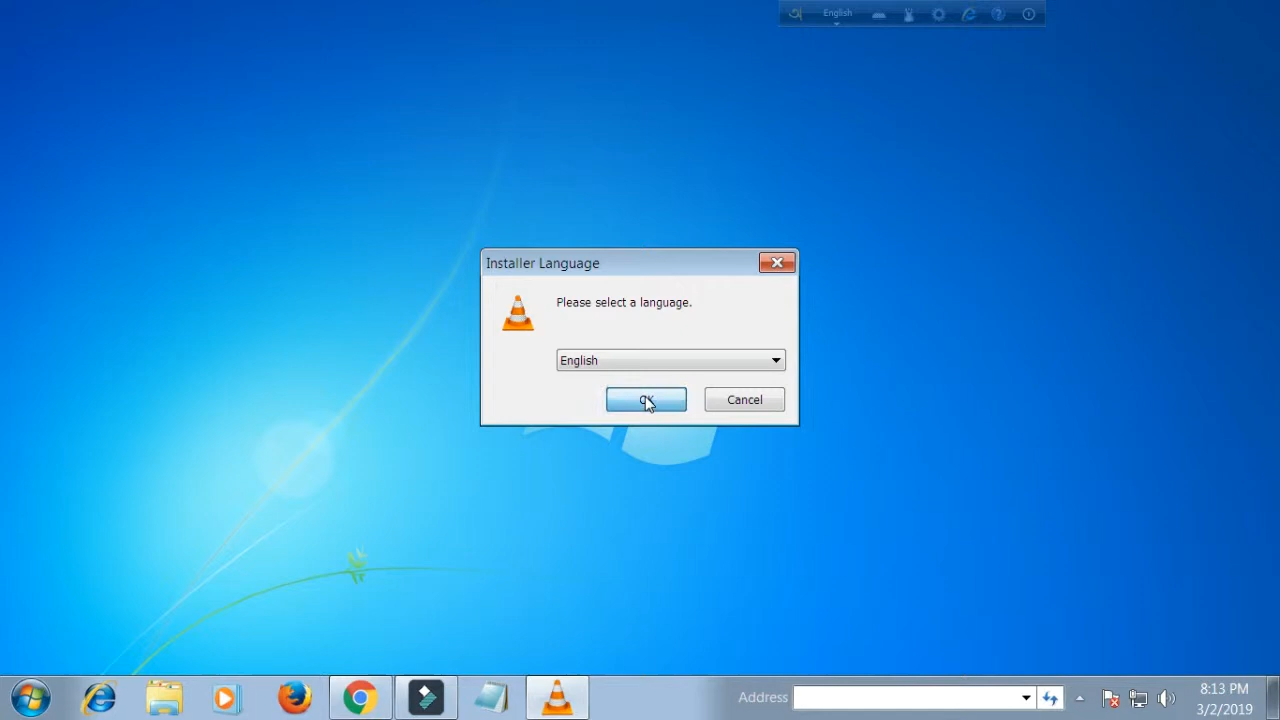 অ English
Installer Language
Please select a language.
English
OK Cancel
Address
8:13 PM
3/2/2019